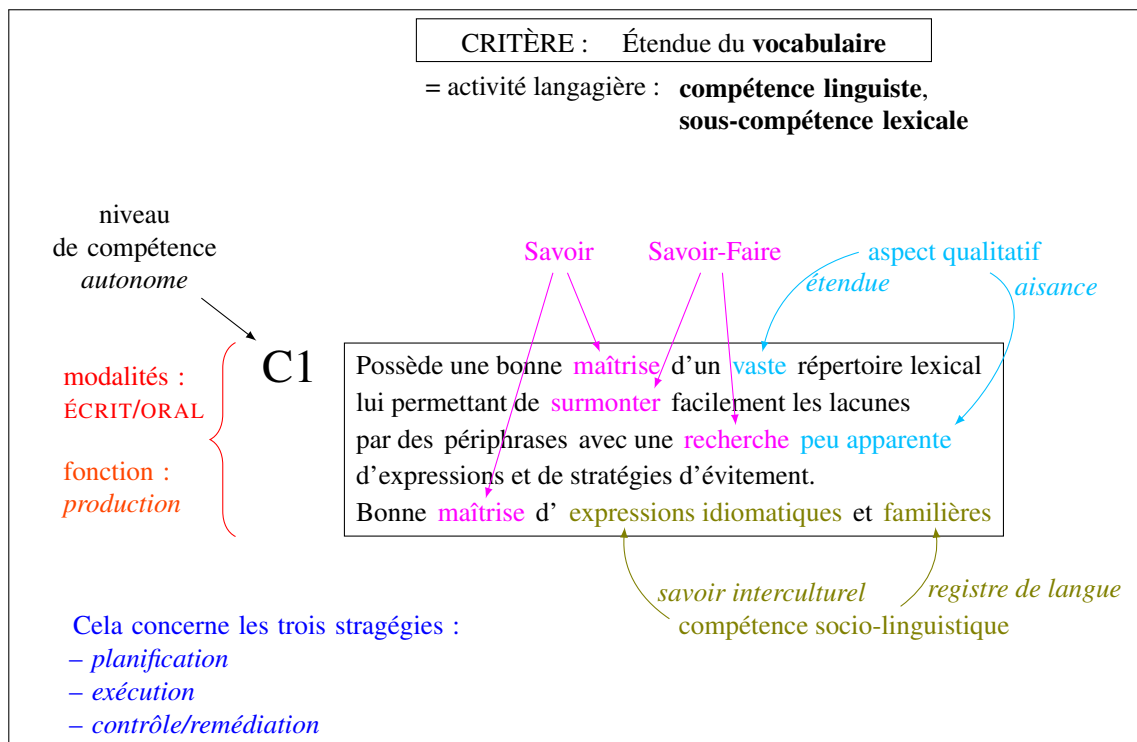 CRITÈRE : Étendue du vocabulaire
= activité langagière : compétence linguiste,
sous-compétence lexicale
niveau
de compétence
autonome
Savoir Savoir-Faire aspect qualitatif
étendue aisance
C1
modalités :
ÉCRIT/ORAL
fonction :
production
Possède une bonne maîtrise d'un vaste répertoire lexical
lui permettant de surmonter facilement les lacunes
par des périphrases avec une recherche peu apparente
d'expressions et de stratégies d'évitement.
Bonne maîtrise d' expressions idiomatiques et familières
savoir interculturel registre de langue
compétence socio-linguistique
Cela concerne les trois stragégies :
– planification
– exécution
– contrôle/remédiation